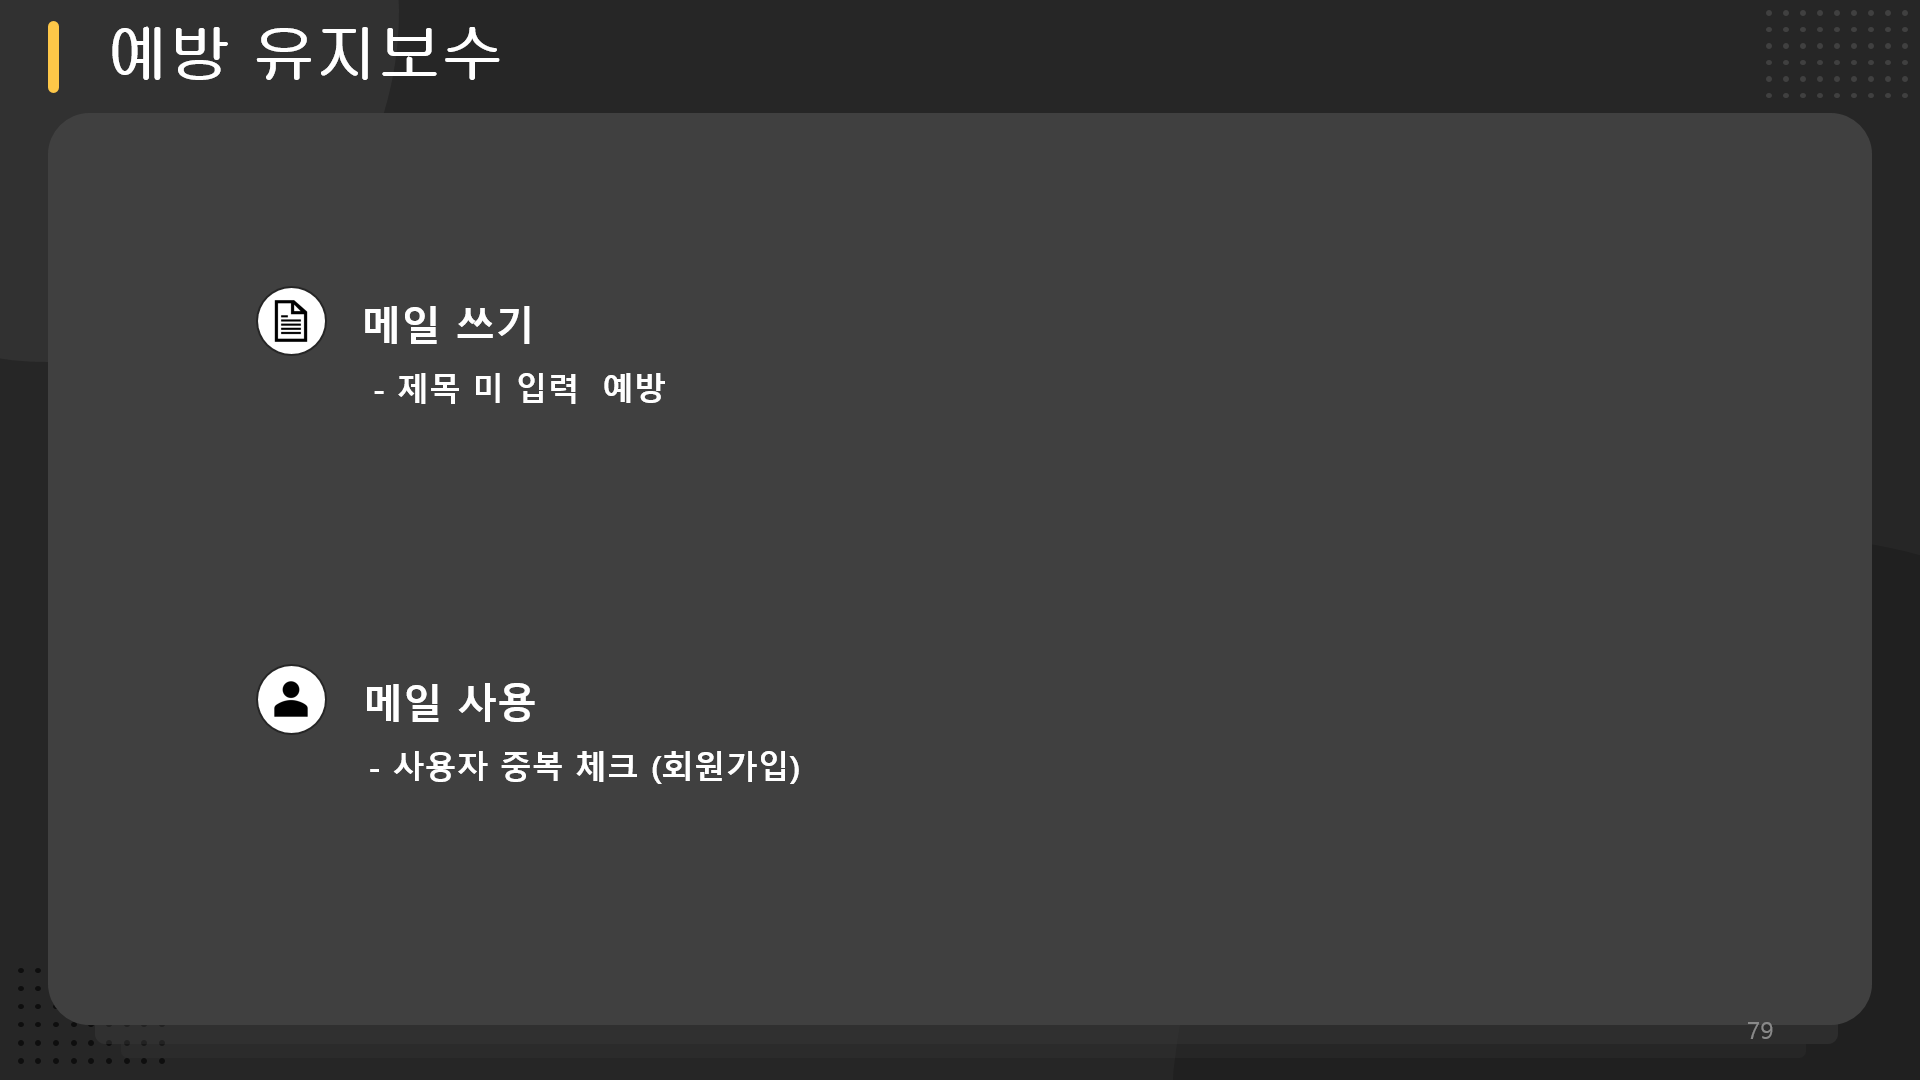 예방 유지보수
메일 쓰기
- 제목 미 입력  예방
메일 사용
- 사용자 중복 체크 (회원가입)
79